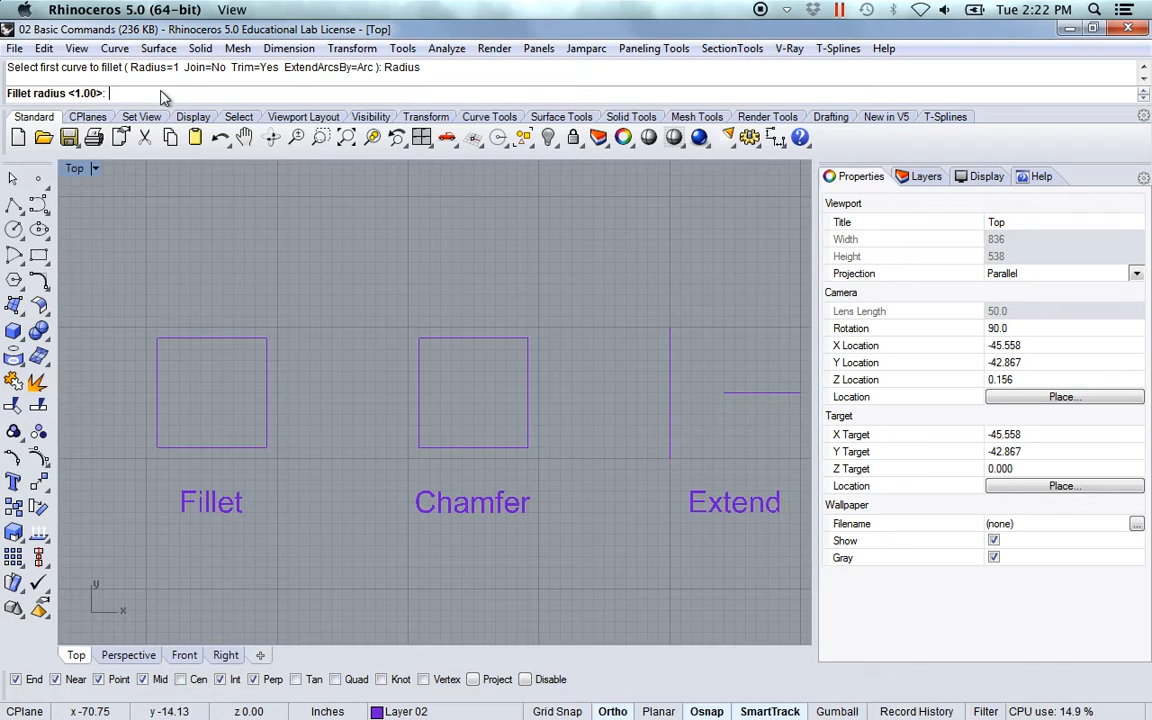 Rhinoceros 5.0 (64-bit) View Tue 2:22 PM
02 Basic Commands (236 KB) - Rhinoceros 5.0 Educational Lab License - [Top]
File Edit View Curve Surface Solid Mesh Dimension Transform Tools Analyze Render Panels Jamparc Paneling Tools SectionTools V-Ray T-Splines Help
Select first curve to fillet ( Radius=1 Join=No Trim=Yes ExtendArcsBy=Arc ): Radius
Fillet radius <1.00>:
Standard CPlanes Set View Display Select Viewport Layout Visibility Transform Curve Tools Surface Tools Solid Tools Mesh Tools Render Tools Drafting New in V5 T-Splines
Top
Properties Layers Display Help
Viewport
Title Top
Width 836
Height 538
Projection Parallel
Camera
Lens Length 50.0
Rotation 90.0
X Location -45.558
Y Location -42.867
Z Location 0.156
Location Place...
Target
X Target -45.558
Y Target -42.867
Z Target 0.000
Location Place...
Wallpaper
Filename (none) ...
Show
Gray
Fillet Chamfer Extend
y
x
Top Perspective Front Right
End Near Point Mid Cen Int Perp Tan Quad Knot Vertex Project Disable
CPlane x -70.75 y -14.13 z 0.00 Inches Layer 02 Grid Snap Ortho Planar Osnap SmartTrack Gumball Record History Filter CPU use: 14.9 %